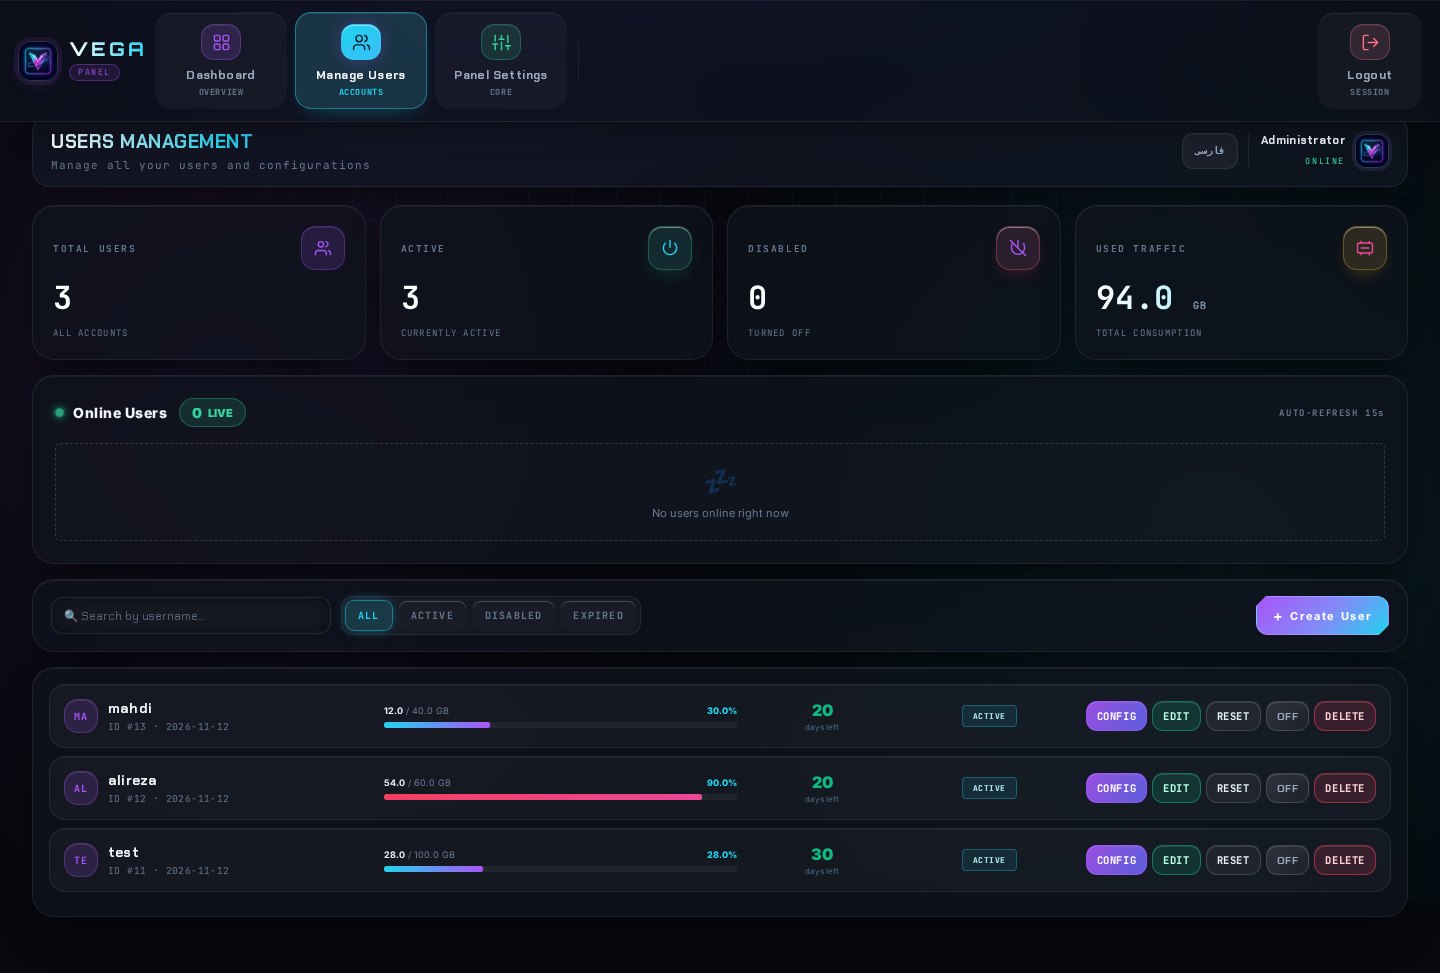 VEGA
PANEL
Dashboard
OVERVIEW
Manage Users
ACCOUNTS
Panel Settings
CORE
Logout
SESSION
USERS MANAGEMENT
Manage all your users and configurations
فارسی
Administrator
ONLINE
TOTAL USERS
3
ALL ACCOUNTS
ACTIVE
3
CURRENTLY ACTIVE
DISABLED
0
TURNED OFF
USED TRAFFIC
94.0 GB
TOTAL CONSUMPTION
Online Users
0 LIVE
AUTO-REFRESH 15s
zzz
No users online right now
🔍 Search by username...
ALL
ACTIVE
DISABLED
EXPIRED
+ Create User
MA
mahdi
ID #13 · 2026-11-12
12.0 / 40.0 GB
30.0%
20
days left
ACTIVE
CONFIG
EDIT
RESET
OFF
DELETE
AL
alireza
ID #12 · 2026-11-12
54.0 / 60.0 GB
90.0%
20
days left
ACTIVE
CONFIG
EDIT
RESET
OFF
DELETE
TE
test
ID #11 · 2026-11-12
28.0 / 100.0 GB
28.0%
30
days left
ACTIVE
CONFIG
EDIT
RESET
OFF
DELETE